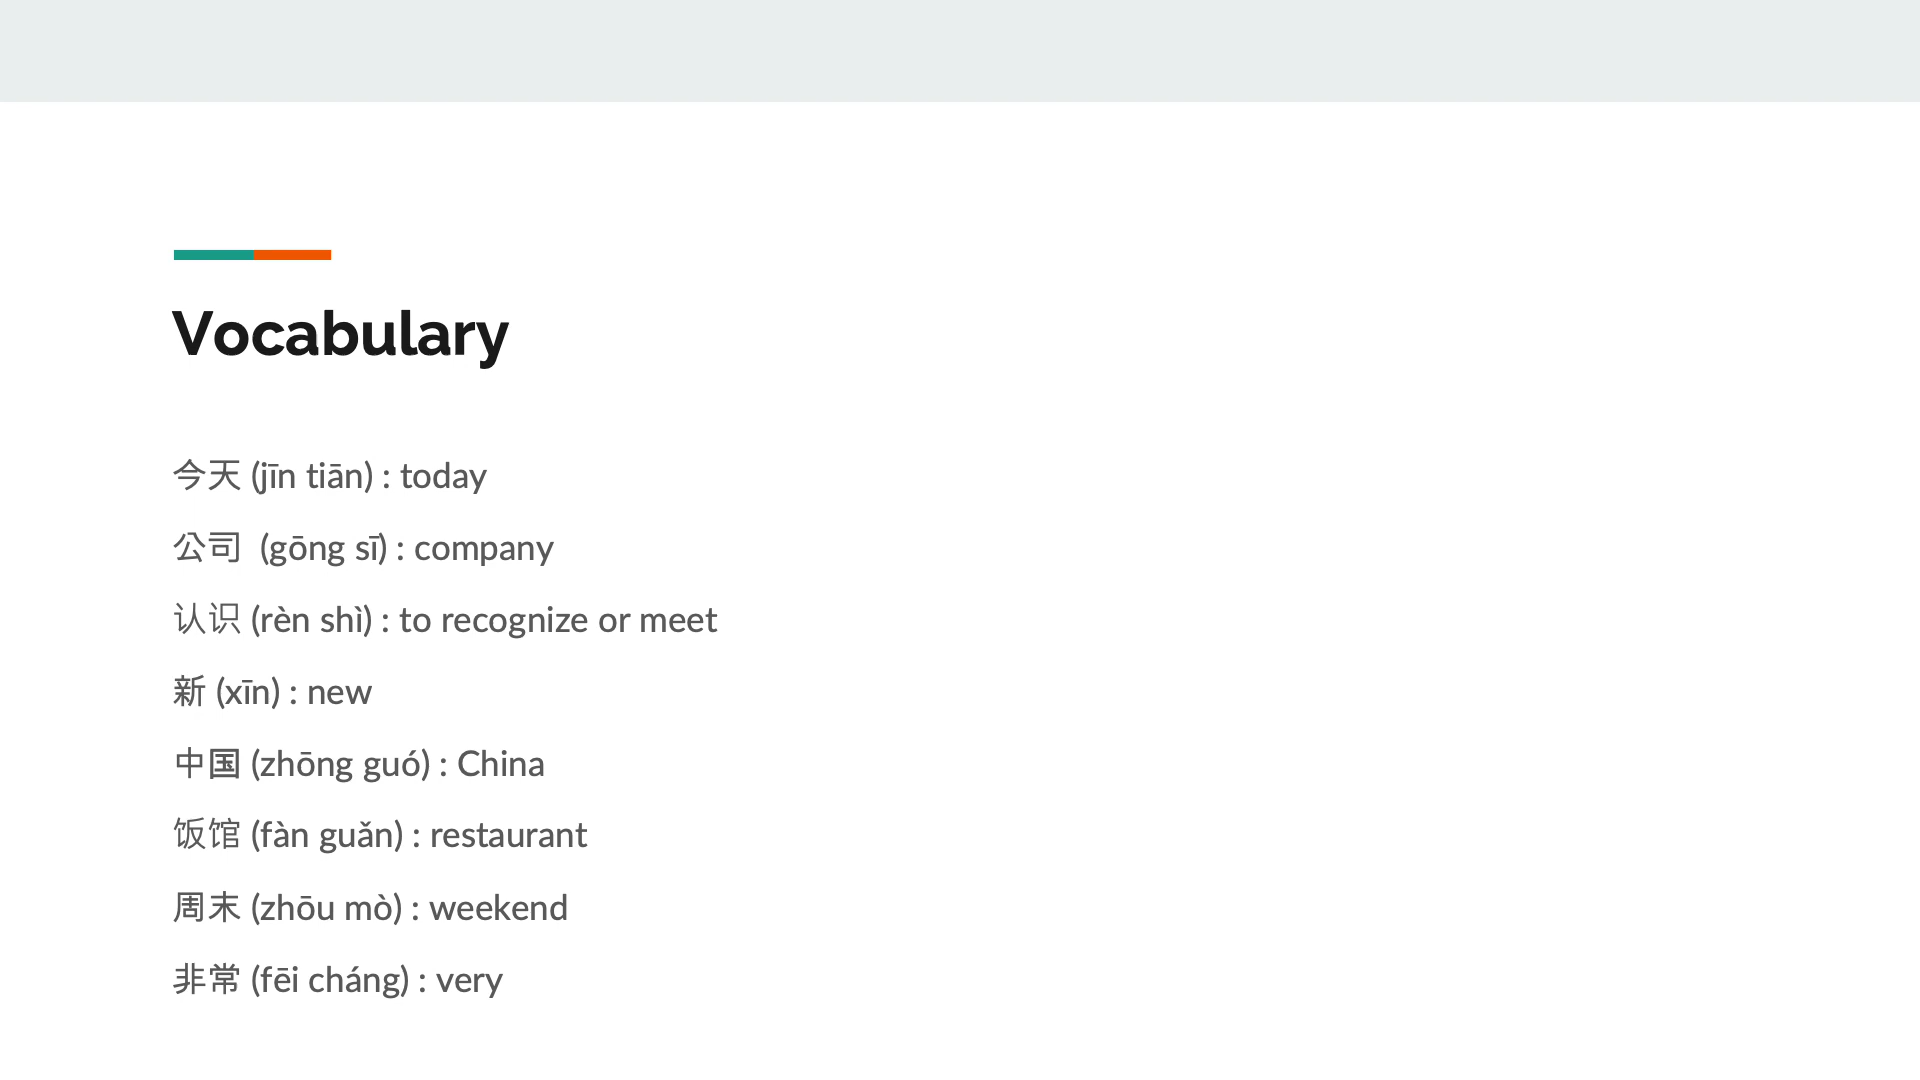 Vocabulary
今天 (jīn tiān) : today
公司  (gōng sī) : company
认识 (rèn shì) : to recognize or meet
新 (xīn) : new
中国 (zhōng guó) : China
饭馆 (fàn guǎn) : restaurant
周末 (zhōu mò) : weekend
非常 (fēi cháng) : very